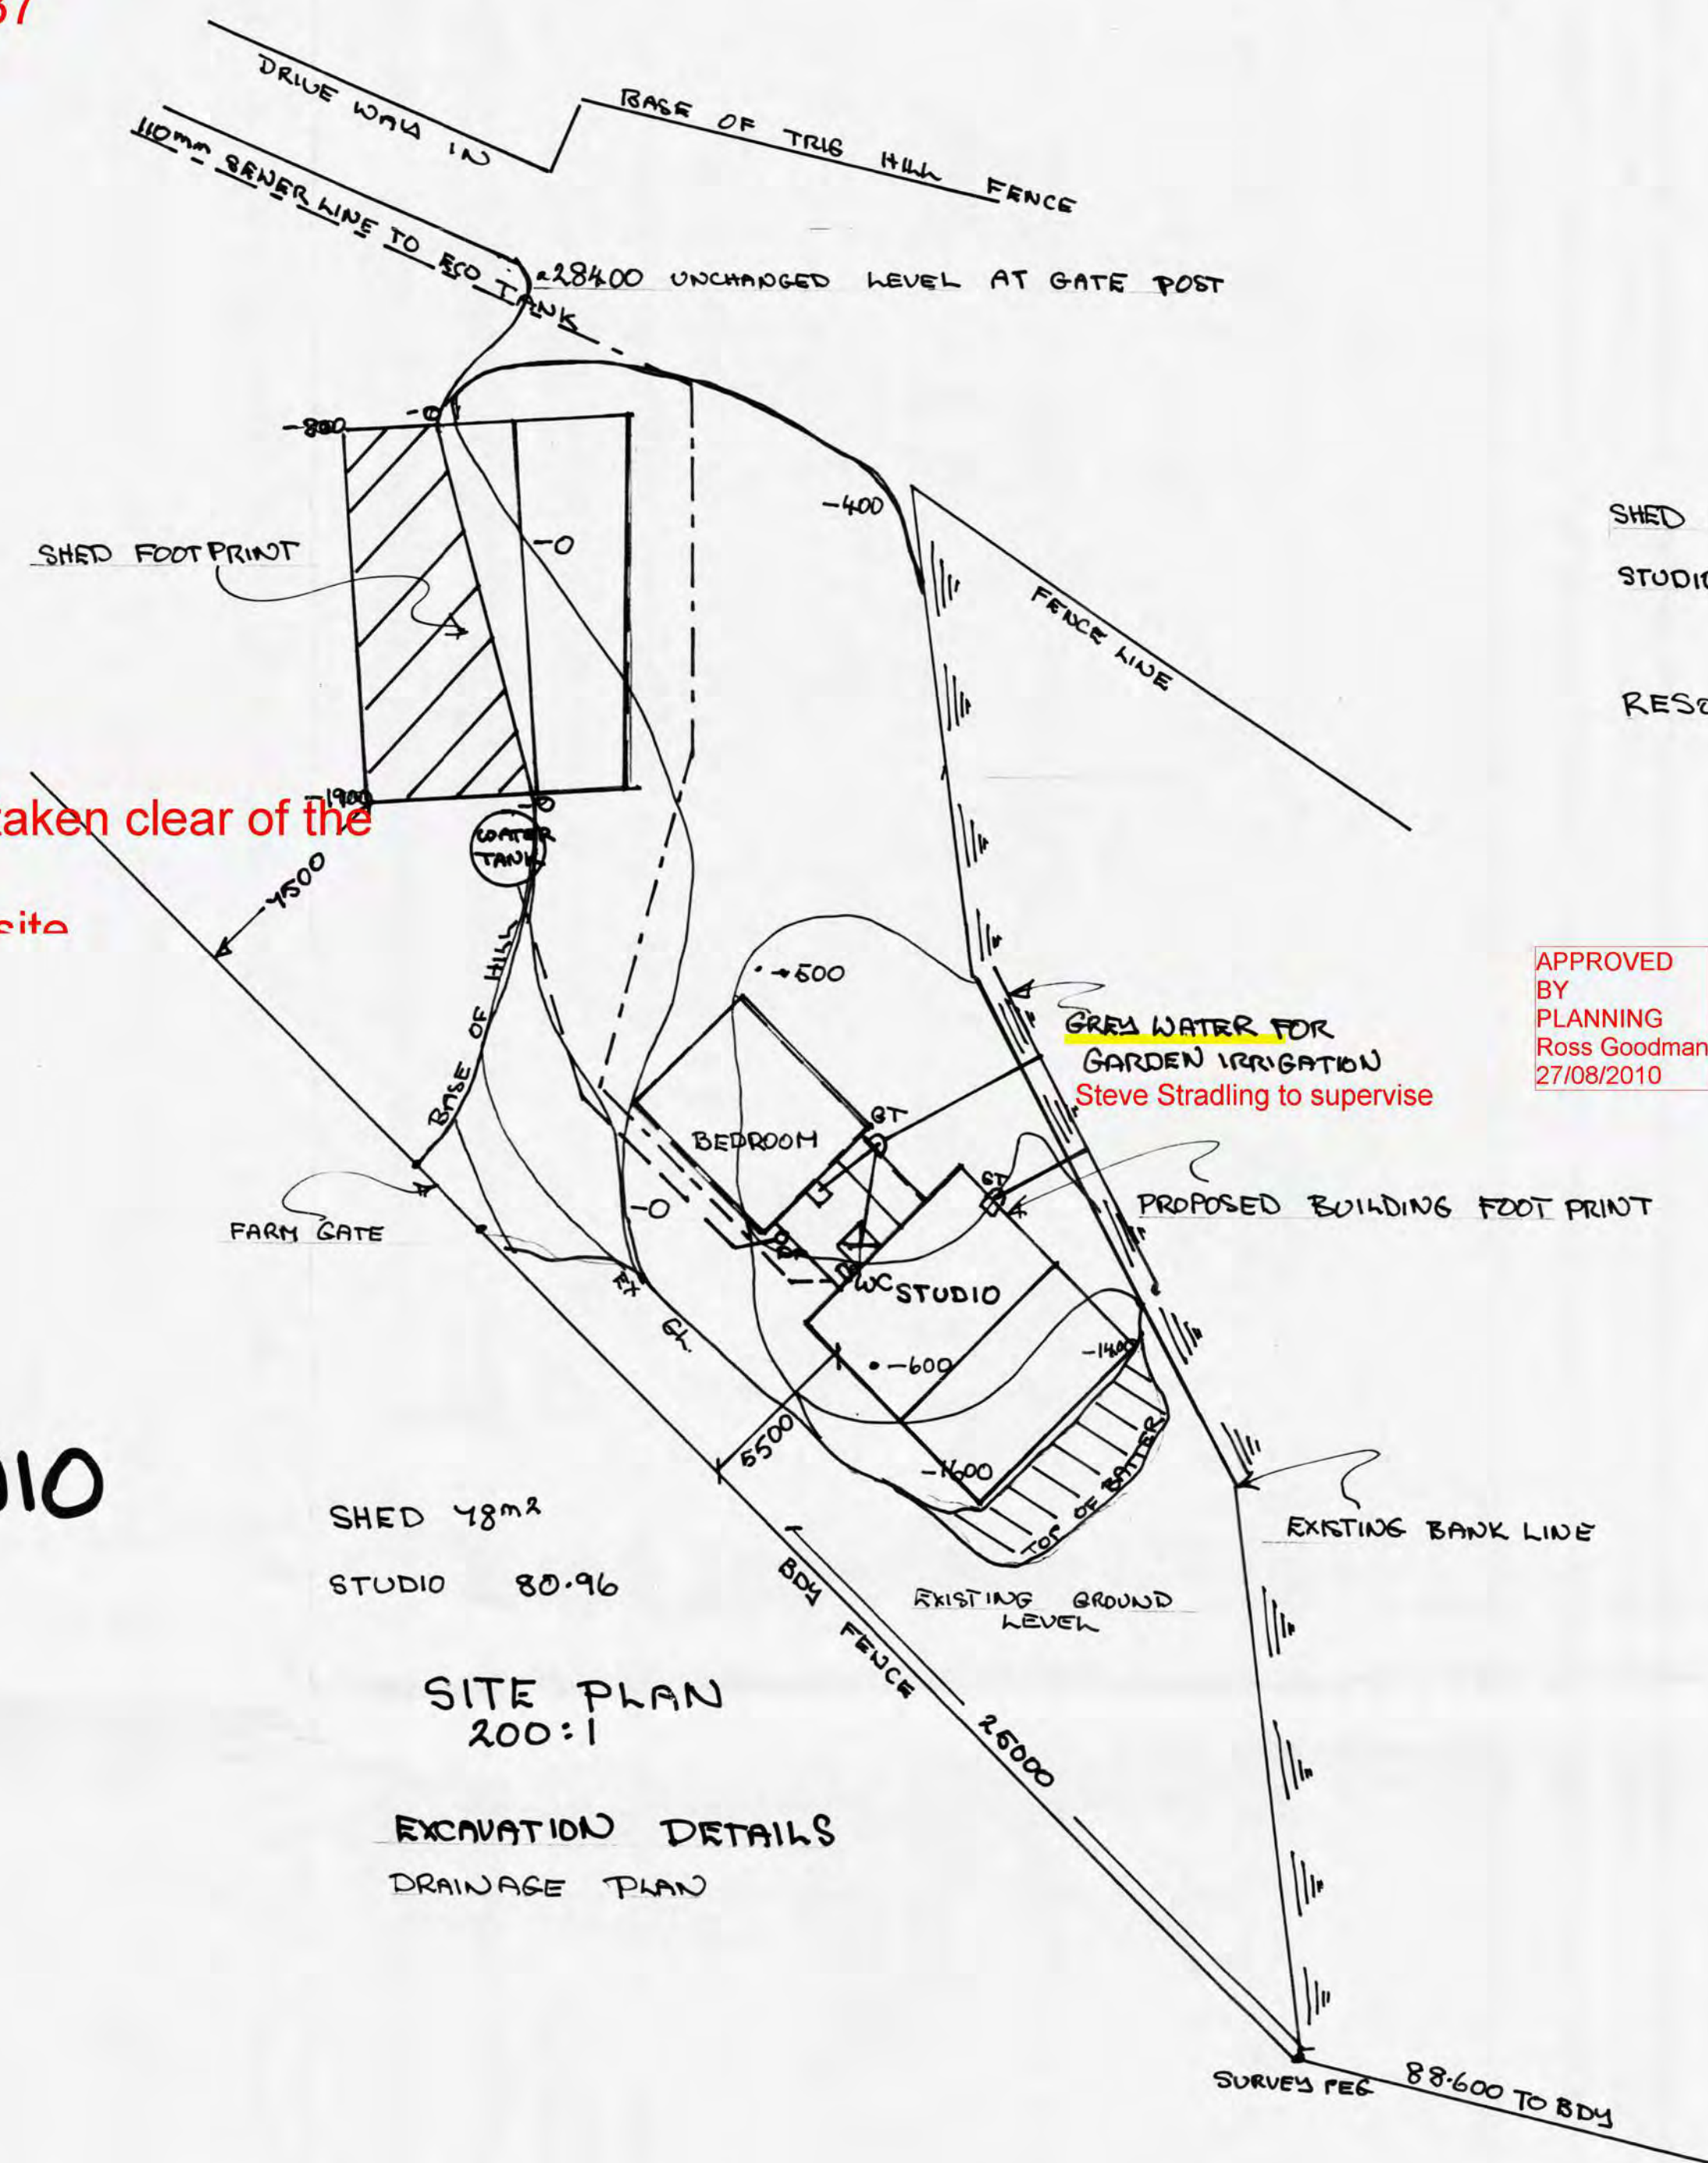 37
DRIVE WAY IN
BASE OF TRIG HILL FENCE
110mm SEWER LINE TO ECO TANK
28400 UNCHANGED LEVEL AT GATE POST
-800
-0
-400
SHED FOOTPRINT
-0
FENCE LINE
SHED
STUDIO
RESO
-1900
-0
taken clear of the
WATER
TANK
site
BASE OF HILL
500
GREY WATER FOR
GARDEN IRRIGATION
Steve Stradling to supervise
APPROVED
BY
PLANNING
Ross Goodman
27/08/2010
BEDROOM
GT
GT
PROPOSED BUILDING FOOT PRINT
FARM GATE
-0
WC
STUDIO
EX GL.
-600
-1400
5500
-1600
TOP OF BATTER
EXISTING BANK LINE
DIO
SHED 48m2
STUDIO 80.96
EXISTING GROUND
LEVEL
BDY FENCE
SITE PLAN
200:1
EXCAVATION DETAILS
DRAINAGE PLAN
SURVEY PEG
88.600 TO BDY